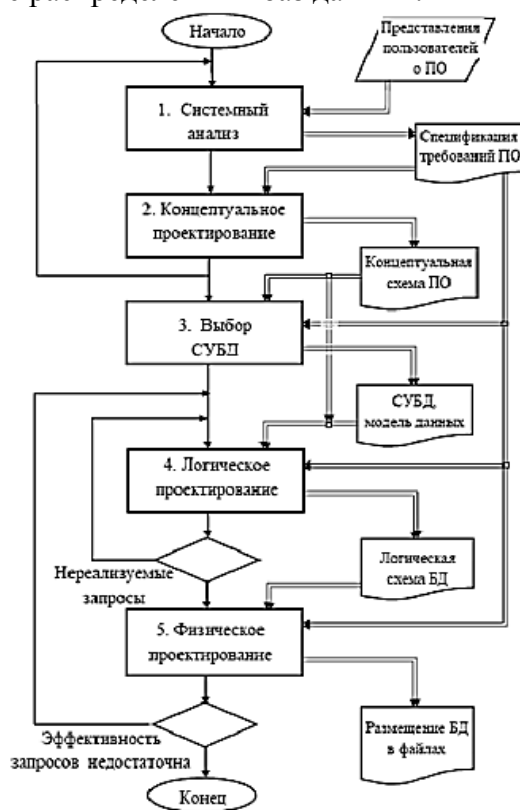 Начало
Представления
пользователей
о ПО
1. Системный
анализ
Спецификация
требований ПО
2. Концептуальное
проектирование
Концептуальная
схема ПО
3. Выбор
СУБД
СУБД,
модель данных
4. Логическое
проектирование
Нереализуемые
запросы
Логическая
схема БД
5. Физическое
проектирование
Эффективность
запросов недостаточна
Размещение БД
в файлах
Конец